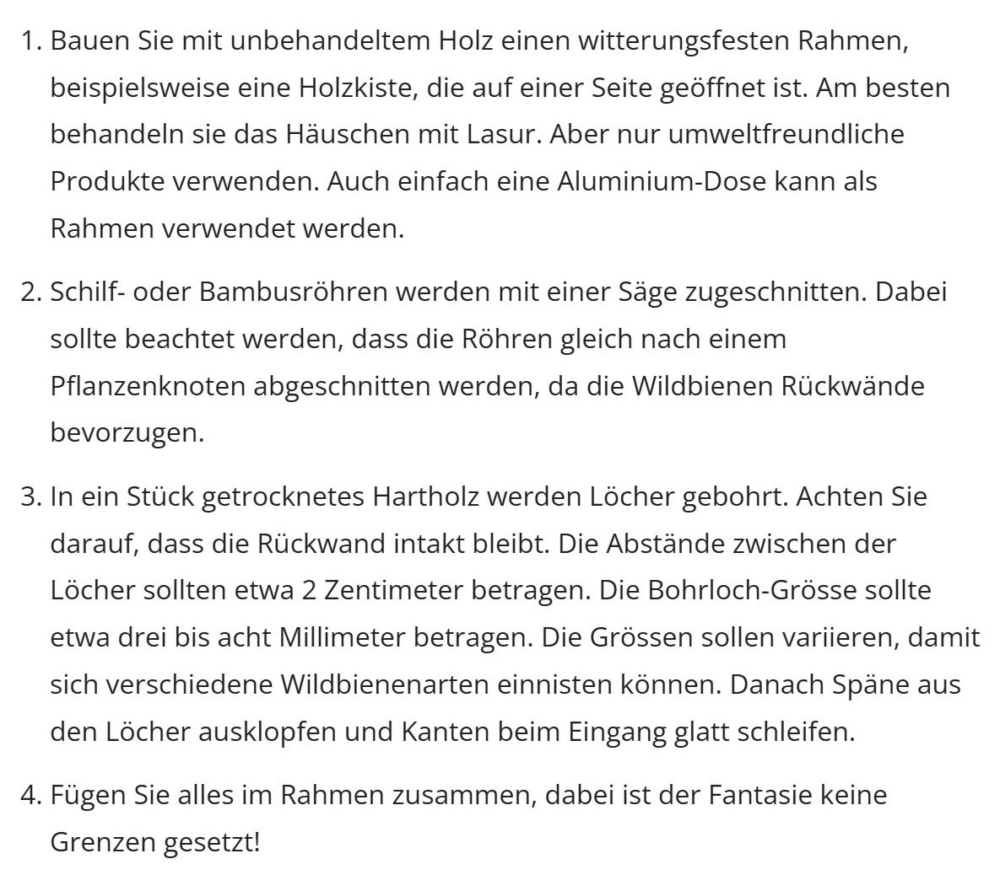 1. Bauen Sie mit unbehandeltem Holz einen witterungsfesten Rahmen,
beispielsweise eine Holzkiste, die auf einer Seite geöffnet ist. Am besten
behandeln sie das Häuschen mit Lasur. Aber nur umweltfreundliche
Produkte verwenden. Auch einfach eine Aluminium-Dose kann als
Rahmen verwendet werden.
2. Schilf- oder Bambusröhren werden mit einer Säge zugeschnitten. Dabei
sollte beachtet werden, dass die Röhren gleich nach einem
Pflanzenknoten abgeschnitten werden, da die Wildbienen Rückwände
bevorzugen.
3. In ein Stück getrocknetes Hartholz werden Löcher gebohrt. Achten Sie
darauf, dass die Rückwand intakt bleibt. Die Abstände zwischen der
Löcher sollten etwa 2 Zentimeter betragen. Die Bohrloch-Grösse sollte
etwa drei bis acht Millimeter betragen. Die Grössen sollen variieren, damit
sich verschiedene Wildbienenarten einnisten können. Danach Späne aus
den Löcher ausklopfen und Kanten beim Eingang glatt schleifen.
4. Fügen Sie alles im Rahmen zusammen, dabei ist der Fantasie keine
Grenzen gesetzt!